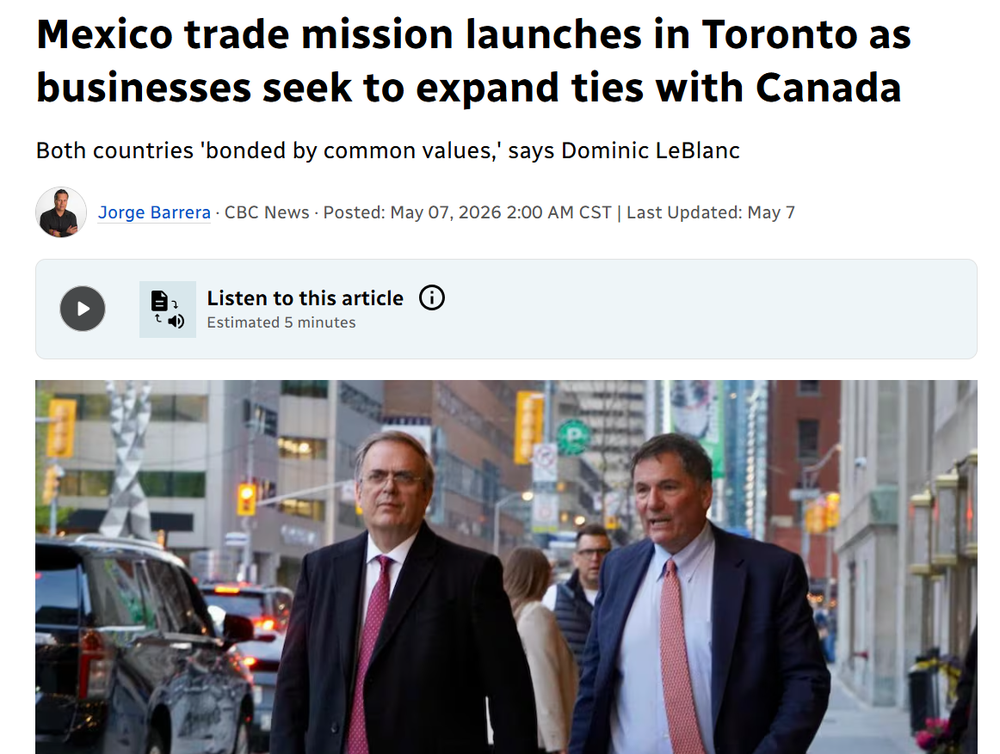 Mexico trade mission launches in Toronto as
businesses seek to expand ties with Canada
Both countries 'bonded by common values,' says Dominic LeBlanc
Jorge Barrera · CBC News · Posted: May 07, 2026 2:00 AM CST | Last Updated: May 7
Listen to this article
Estimated 5 minutes
P